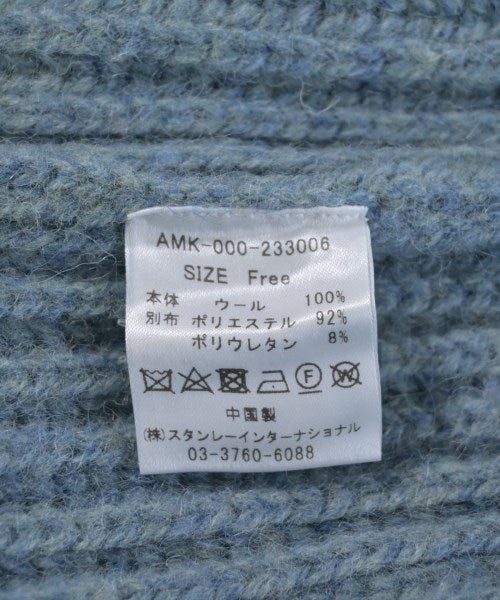 AMK-000-233006
SIZE Free
本体 ウール 100%
別布 ポリエステル 92%
ポリウレタン 8%
F W
中国製
(株)スタンレーインターナショナル
03-3760-6088